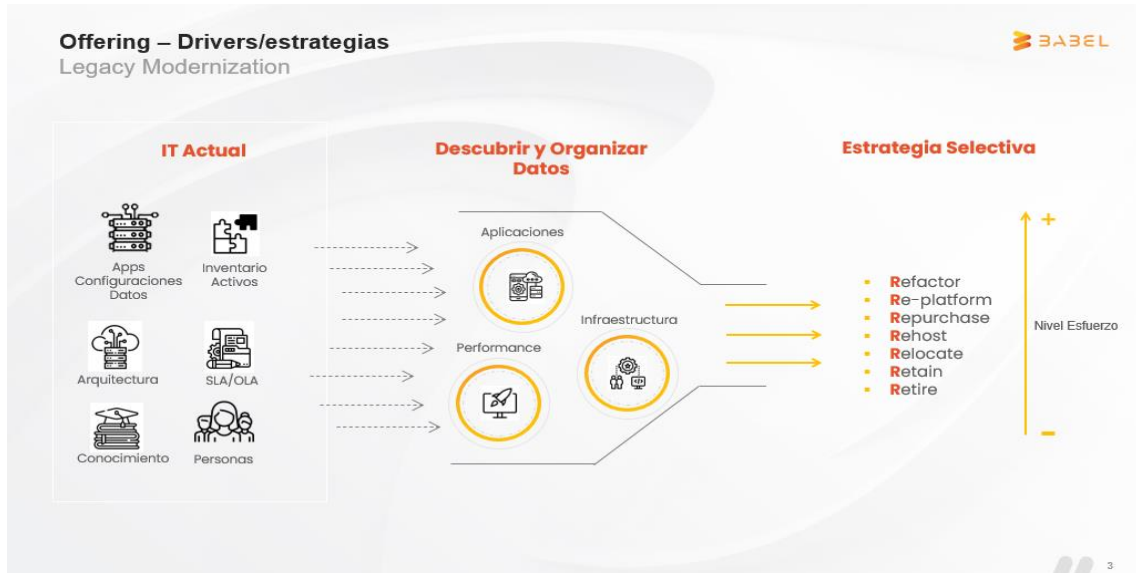 Offering – Drivers/estrategias
Legacy Modernization
BABEL
IT Actual
Apps
Configuraciones
Datos
Inventario
Activos
Arquitectura
SLA/OLA
Conocimiento
Personas
Descubrir y Organizar
Datos
Aplicaciones
Infraestructura
Performance
Estrategia Selectiva
▪ Refactor
▪ Re-platform
▪ Repurchase
▪ Rehost
▪ Relocate
▪ Retain
▪ Retire
+
Nivel Esfuerzo
–
3